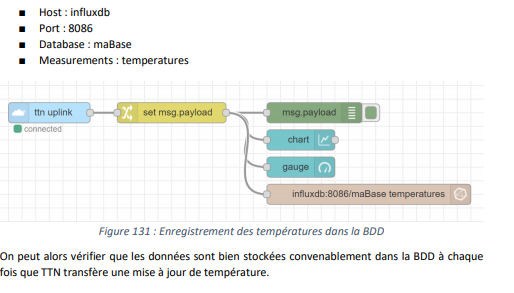 ■ Host : influxdb
■ Port : 8086
■ Database : maBase
■ Measurements : temperatures
ttn uplink
set msg.payload
msg.payload
connected
chart
gauge
influxdb:8086/maBase temperatures
Figure 131 : Enregistrement des températures dans la BDD
On peut alors vérifier que les données sont bien stockées convenablement dans la BDD à chaque
fois que TTN transfère une mise à jour de température.